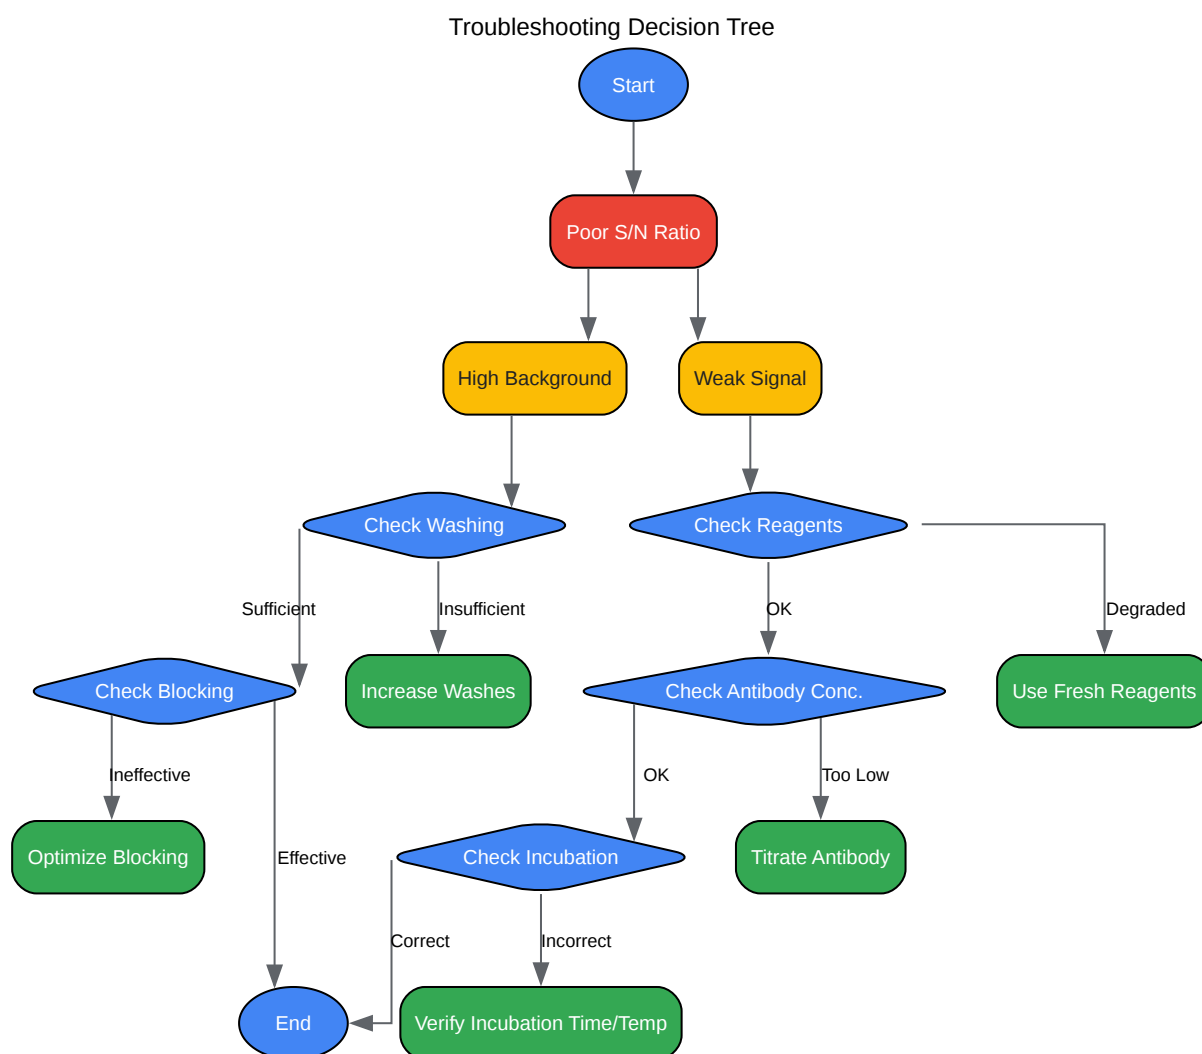 Troubleshooting Decision Tree
Start
Poor S/N Ratio
High Background
Weak Signal
Check Washing
Check Reagents
Sufficient
Insufficient
OK
Degraded
Check Blocking
Increase Washes
Check Antibody Conc.
Use Fresh Reagents
Ineffective
OK
Too Low
Optimize Blocking
Effective
Check Incubation
Titrate Antibody
Correct
Incorrect
End
Verify Incubation Time/Temp